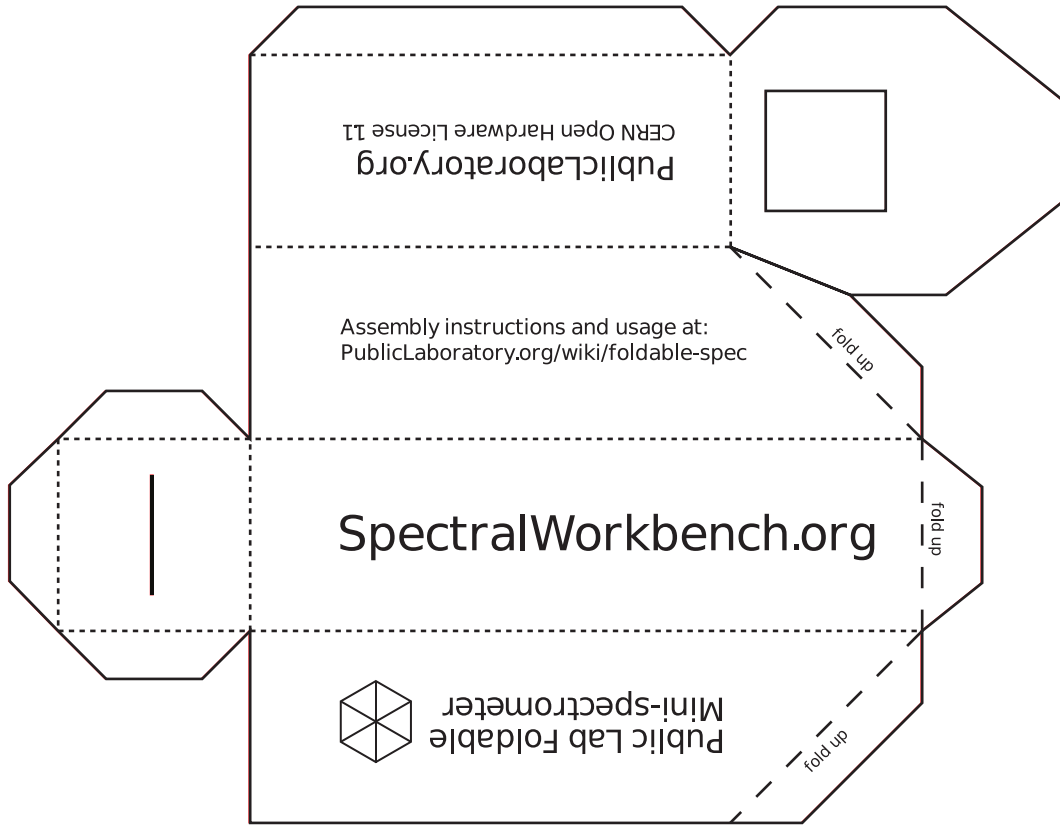 PublicLaboratory.org
CERN Open Hardware License 1.1
Assembly instructions and usage at:
PublicLaboratory.org/wiki/foldable-spec
fold up
SpectralWorkbench.org
fold up
Public Lab Foldable
Mini-spectrometer
fold up